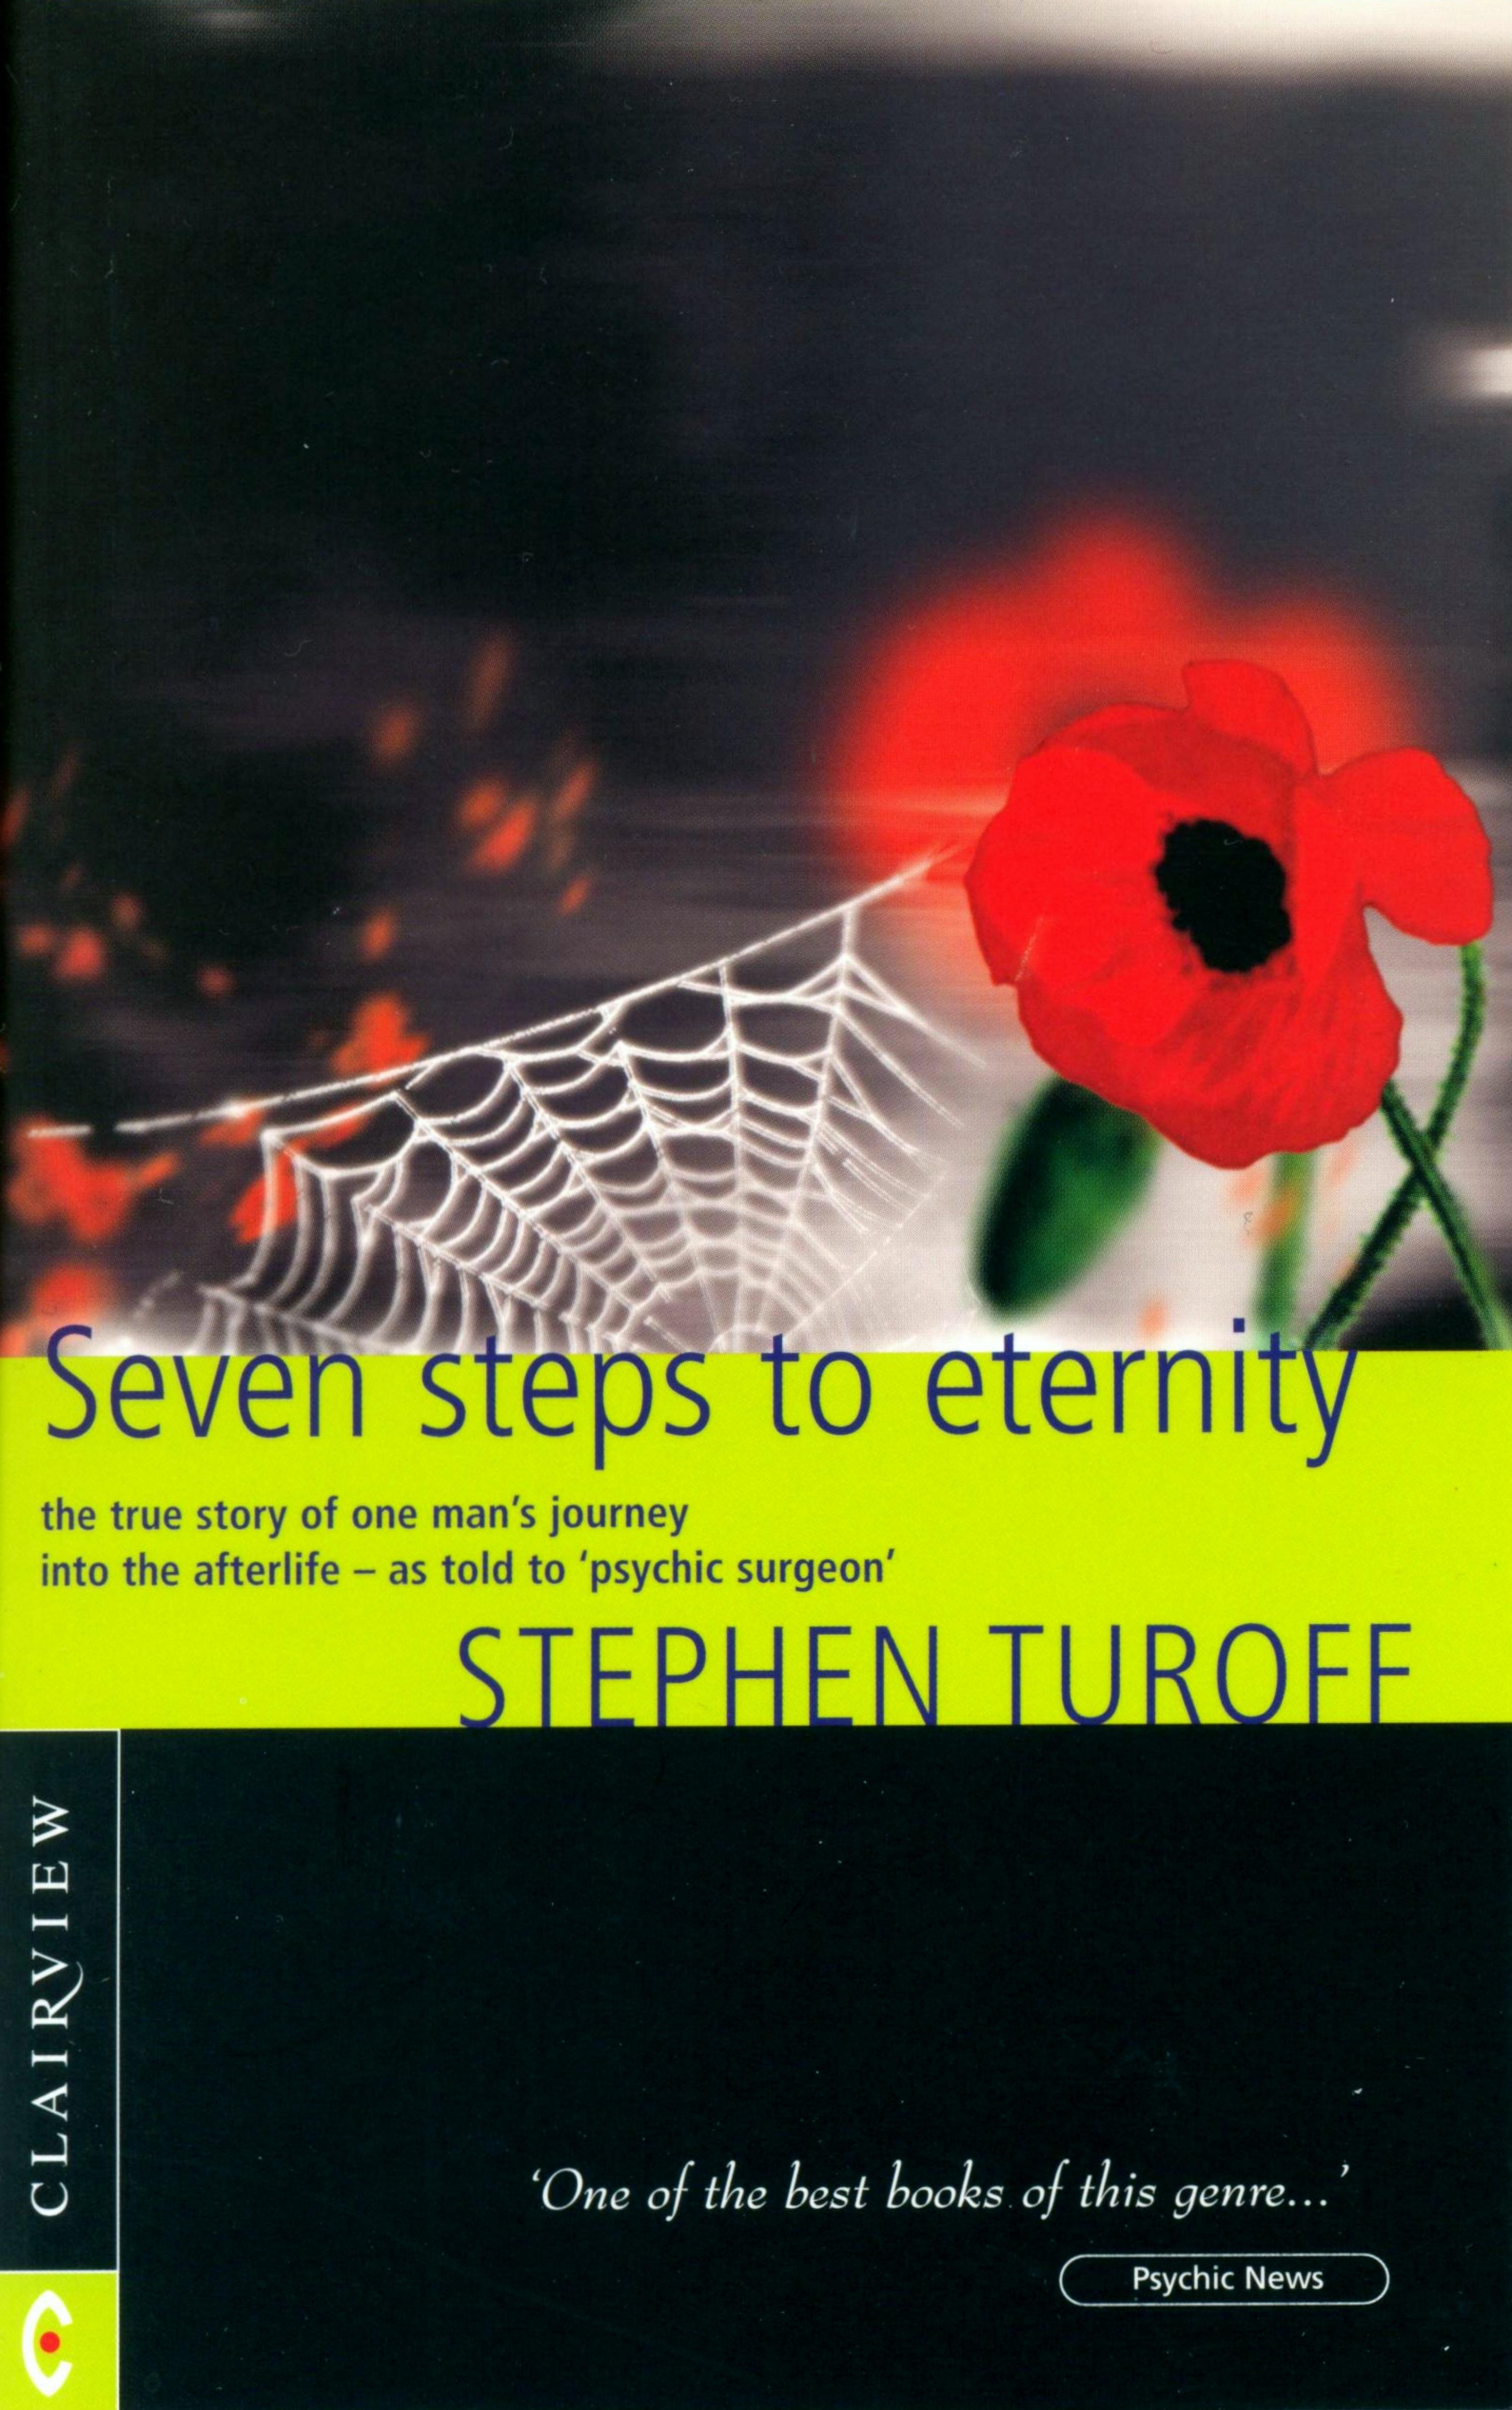 Seven steps to eternity
the true story of one man's journey
into the afterlife – as told to 'psychic surgeon'
STEPHEN TUROFF
CLAIRVIEW
'One of the best books of this genre...'
Psychic News